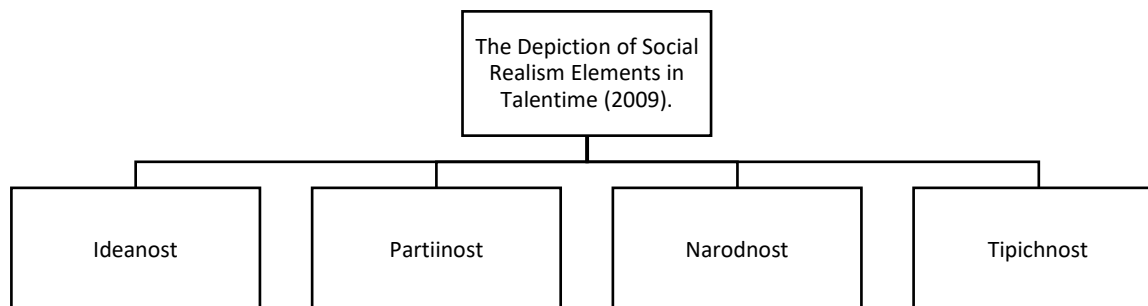 The Depiction of Social
Realism Elements in
Talentime (2009).
Ideanost
Partiinost
Narodnost
Tipichnost